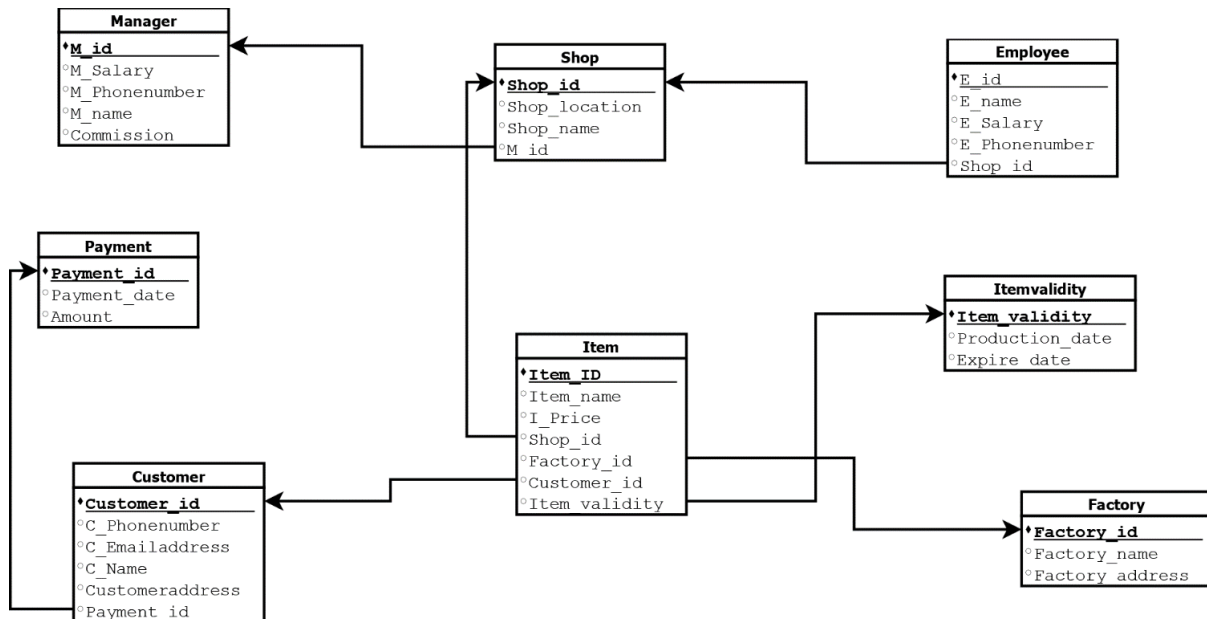 Manager
M_id
M_Salary
M_Phonenumber
M_name
Commission
Shop
Shop_id
Shop_location
Shop_name
M_id
Employee
E_id
E_name
E_Salary
E_Phonenumber
Shop_id
Payment
Payment_id
Payment_date
Amount
Itemvalidity
Item_validity
Production_date
Expire_date
Item
Item_ID
Item_name
I_Price
Shop_id
Factory_id
Customer_id
Item_validity
Customer
Customer_id
C_Phonenumber
C_Emailaddress
C_Name
Customeraddress
Payment_id
Factory
Factory_id
Factory_name
Factory_address